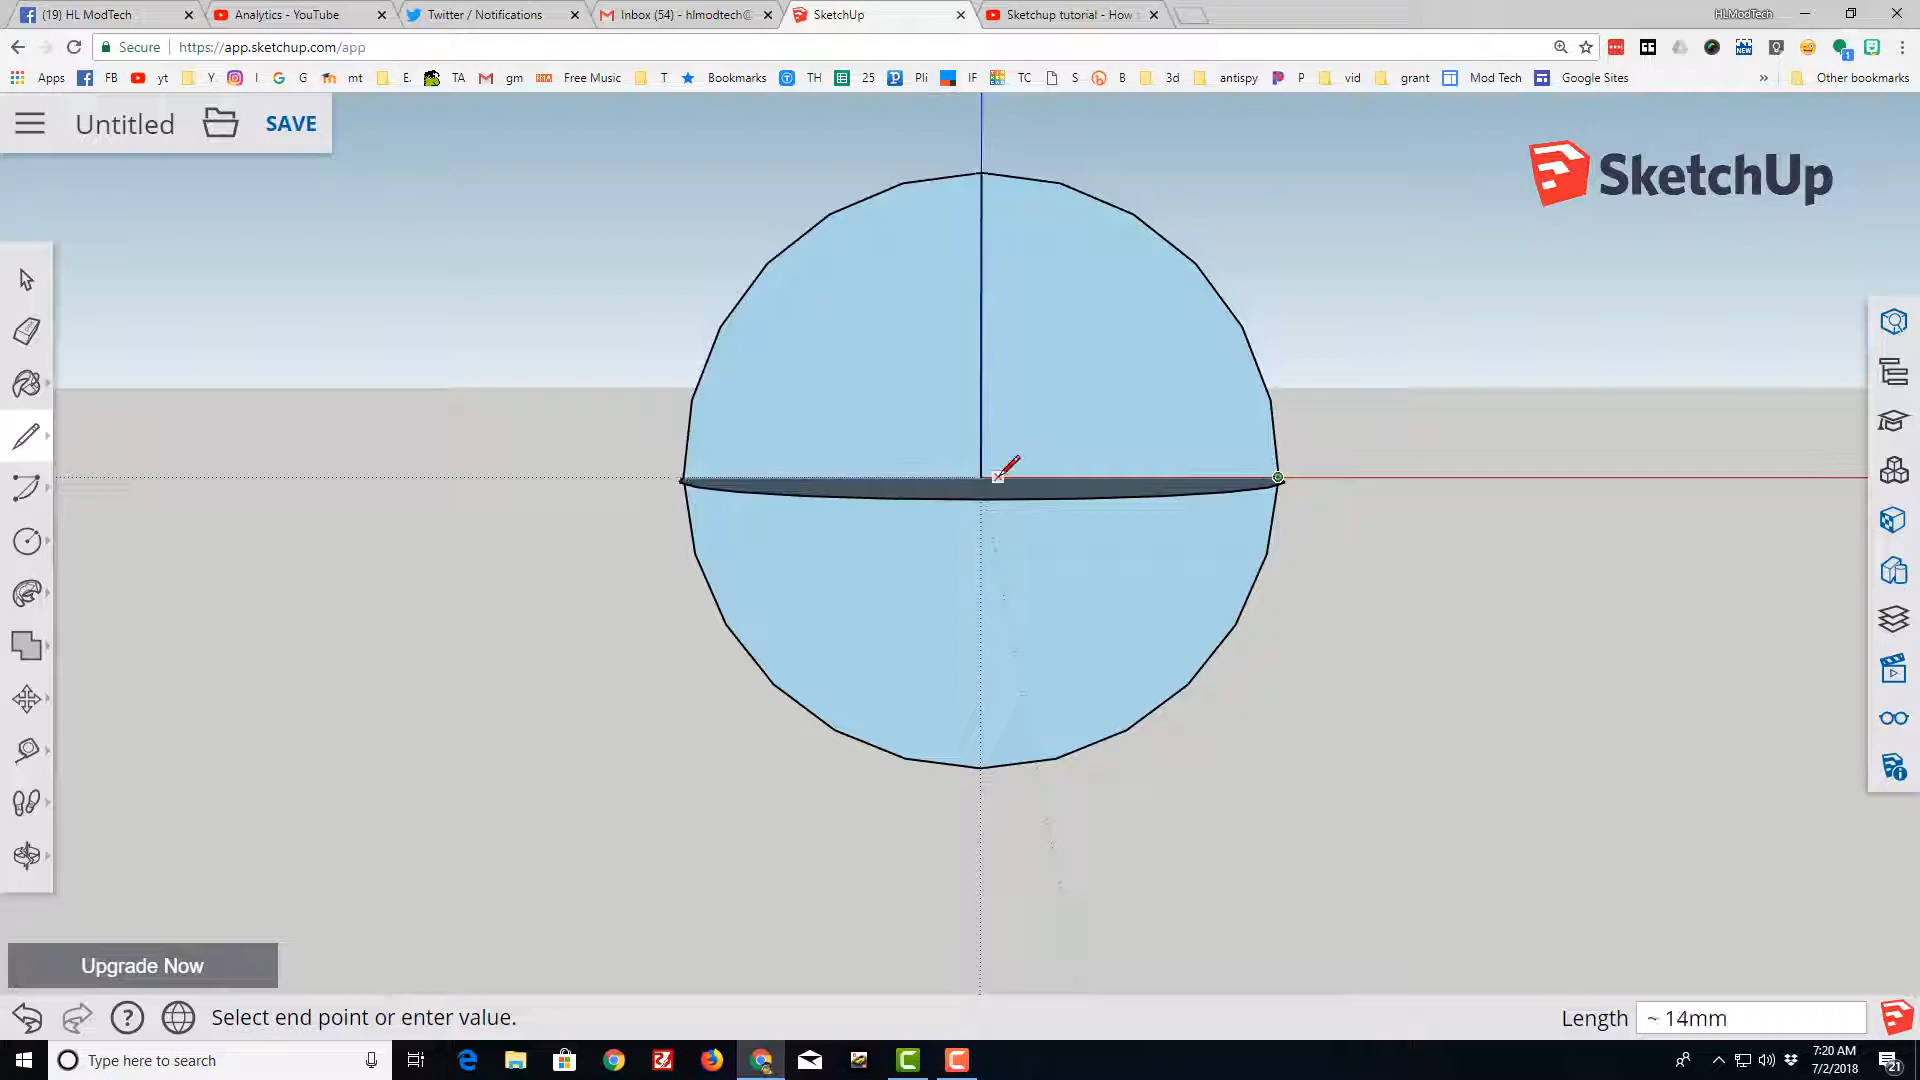 (19) HL ModTech
Analytics - YouTube
Twitter / Notifications
Inbox (54) - hlmodtech@
SketchUp
Sketchup tutorial - How
HLModTech
Secure
https://app.sketchup.com/app
Apps
FB
yt
Y
I
G
mt
E.
TA
gm
Free Music
T
Bookmarks
TH
25
Pli
IF
TC
S
B
3d
antispy
P
vid
grant
Mod Tech
Google Sites
»
Other bookmarks
Untitled
SAVE
SketchUp
Upgrade Now
Select end point or enter value.
Length
~ 14mm
Type here to search
7:20 AM
7/2/2018
21